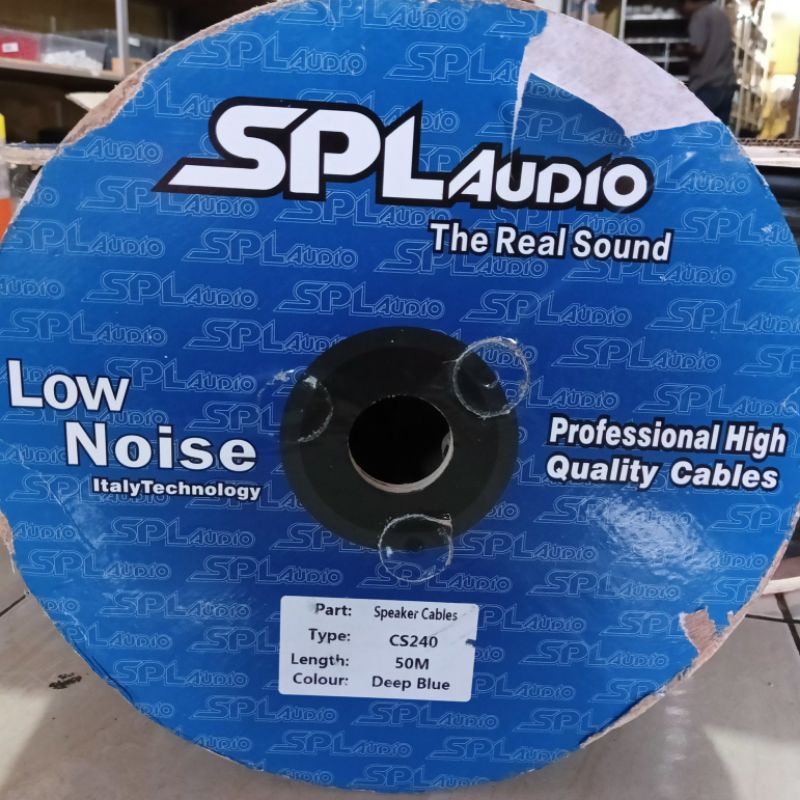 SPL AUDIO
The Real Sound
Low
Noise
ItalyTechnology
Professional High
Quality Cables
Part: Speaker Cables
Type: CS240
Length: 50M
Colour: Deep Blue